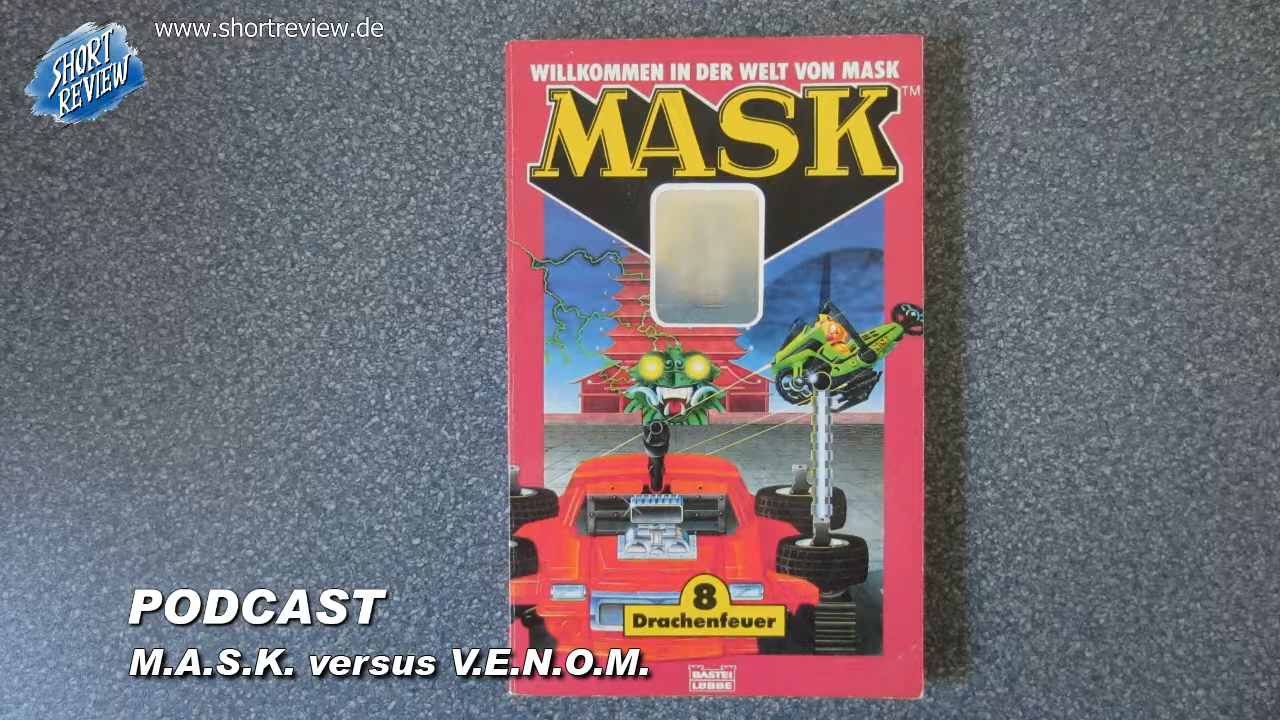 www.shortreview.de
SHORT
REVIEW
WILLKOMMEN IN DER WELT VON MASK
MASK™
8
Drachenfeuer
BASTEI
LÜBBE
PODCAST
M.A.S.K. versus V.E.N.O.M.